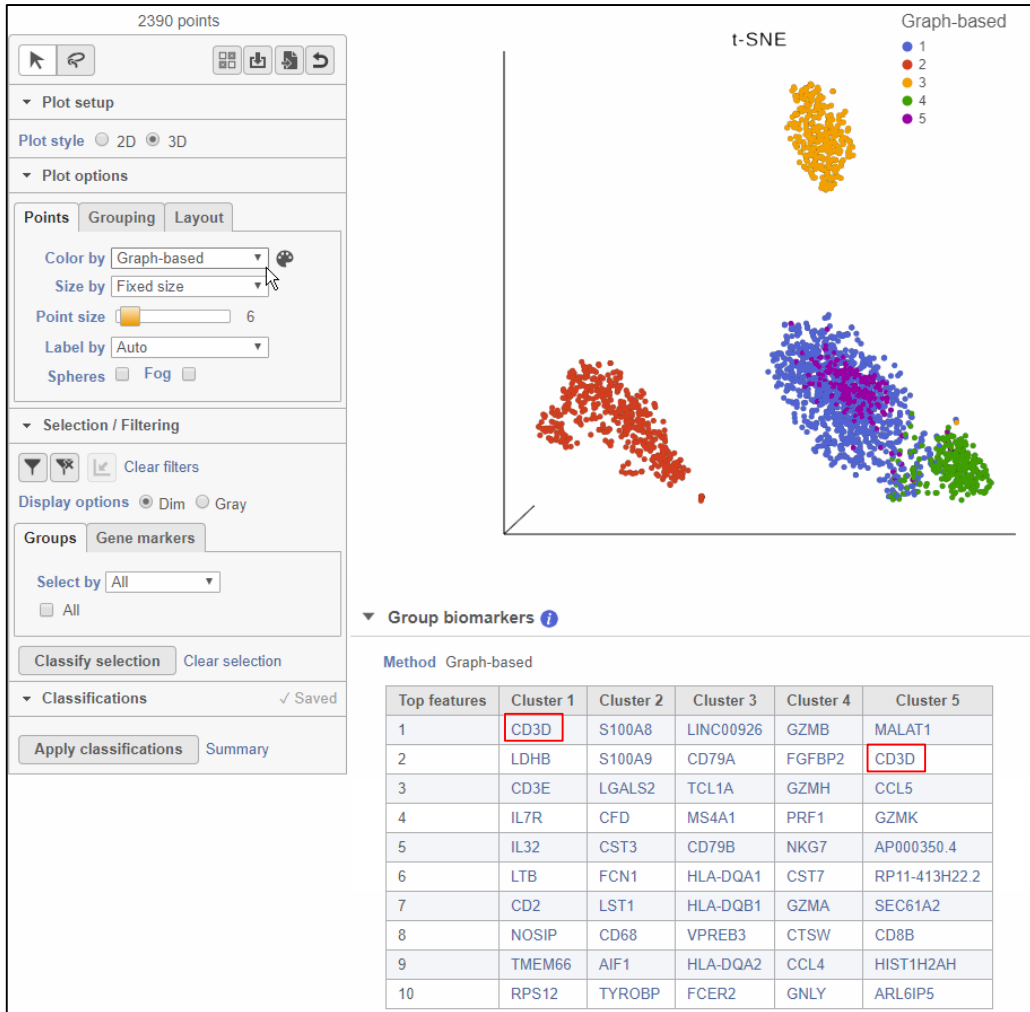 2390 points
Plot setup
Plot style 2D 3D
Plot options
Points Grouping Layout
Color by Graph-based
Size by Fixed size
Point size 6
Label by Auto
Spheres Fog
Selection / Filtering
Clear filters
Display options Dim Gray
Groups Gene markers
Select by All
All
Classify selection Clear selection
Classifications ✓ Saved
Apply classifications Summary
t-SNE
Graph-based
1
2
3
4
5
Group biomarkers i
Method Graph-based
Top features Cluster 1 Cluster 2 Cluster 3 Cluster 4 Cluster 5
1 CD3D S100A8 LINC00926 GZMB MALAT1
2 LDHB S100A9 CD79A FGFBP2 CD3D
3 CD3E LGALS2 TCL1A GZMH CCL5
4 IL7R CFD MS4A1 PRF1 GZMK
5 IL32 CST3 CD79B NKG7 AP000350.4
6 LTB FCN1 HLA-DQA1 CST7 RP11-413H22.2
7 CD2 LST1 HLA-DQB1 GZMA SEC61A2
8 NOSIP CD68 VPREB3 CTSW CD8B
9 TMEM66 AIF1 HLA-DQA2 CCL4 HIST1H2AH
10 RPS12 TYROBP FCER2 GNLY ARL6IP5